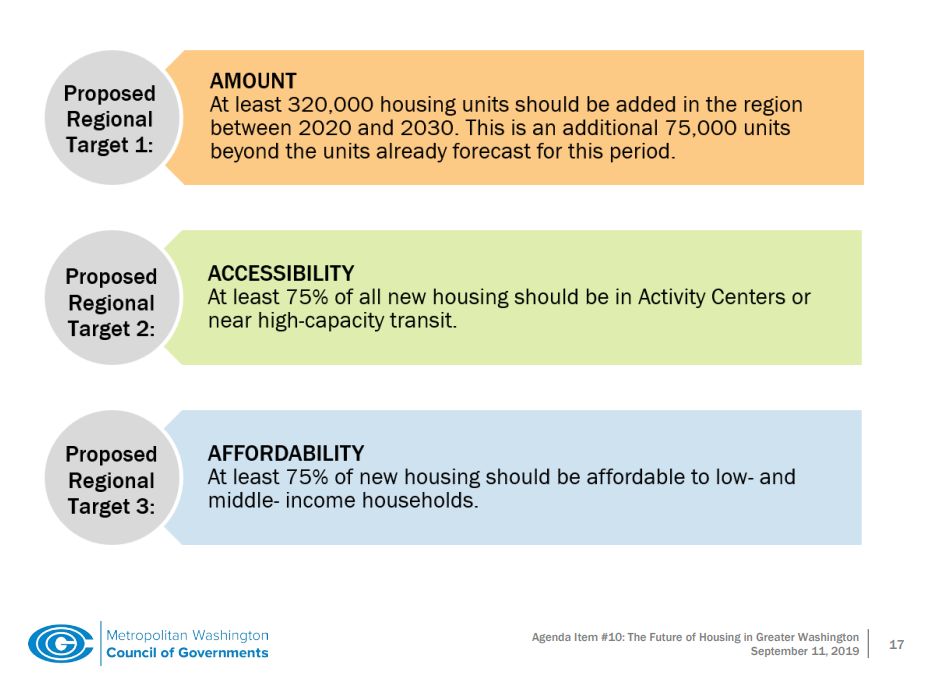 Proposed
Regional
Target 1:
AMOUNT
At least 320,000 housing units should be added in the region
between 2020 and 2030. This is an additional 75,000 units
beyond the units already forecast for this period.
Proposed
Regional
Target 2:
ACCESSIBILITY
At least 75% of all new housing should be in Activity Centers or
near high-capacity transit.
Proposed
Regional
Target 3:
AFFORDABILITY
At least 75% of new housing should be affordable to low- and
middle- income households.
Metropolitan Washington
Council of Governments
Agenda Item #10: The Future of Housing in Greater Washington
September 11, 2019
17